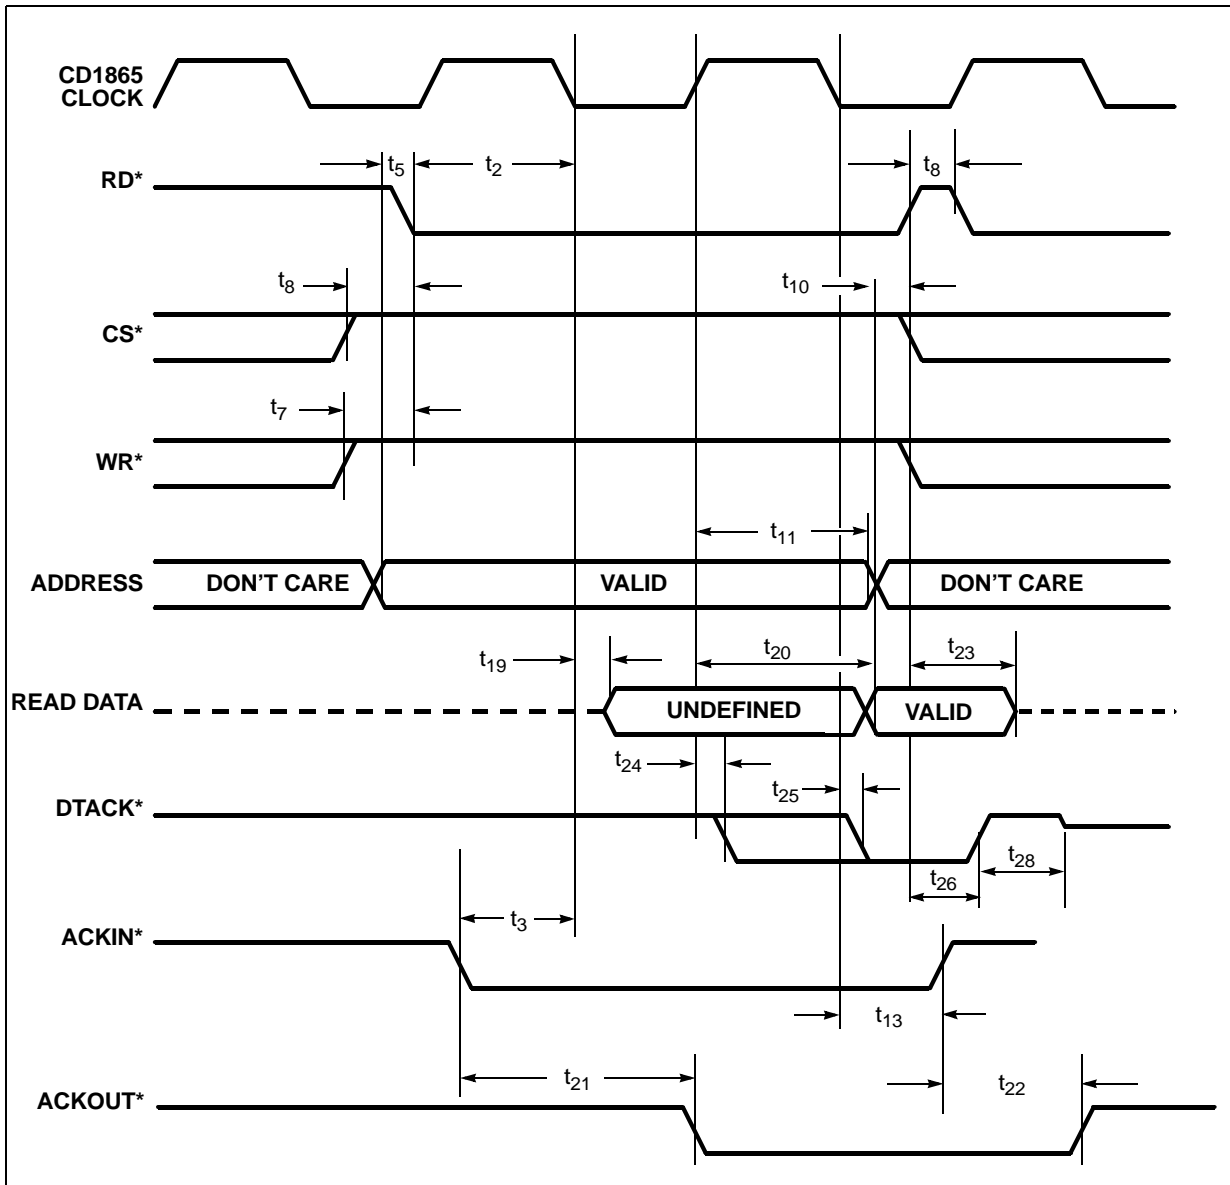 CD1865
CLOCK
t5
t2
t8
RD*
t8
t10
CS*
t7
WR*
t11
ADDRESS DON'T CARE VALID DON'T CARE
t19
t20
t23
READ DATA UNDEFINED VALID
t24
t25
DTACK*
t28
t26
t3
ACKIN*
t13
t21
t22
ACKOUT*